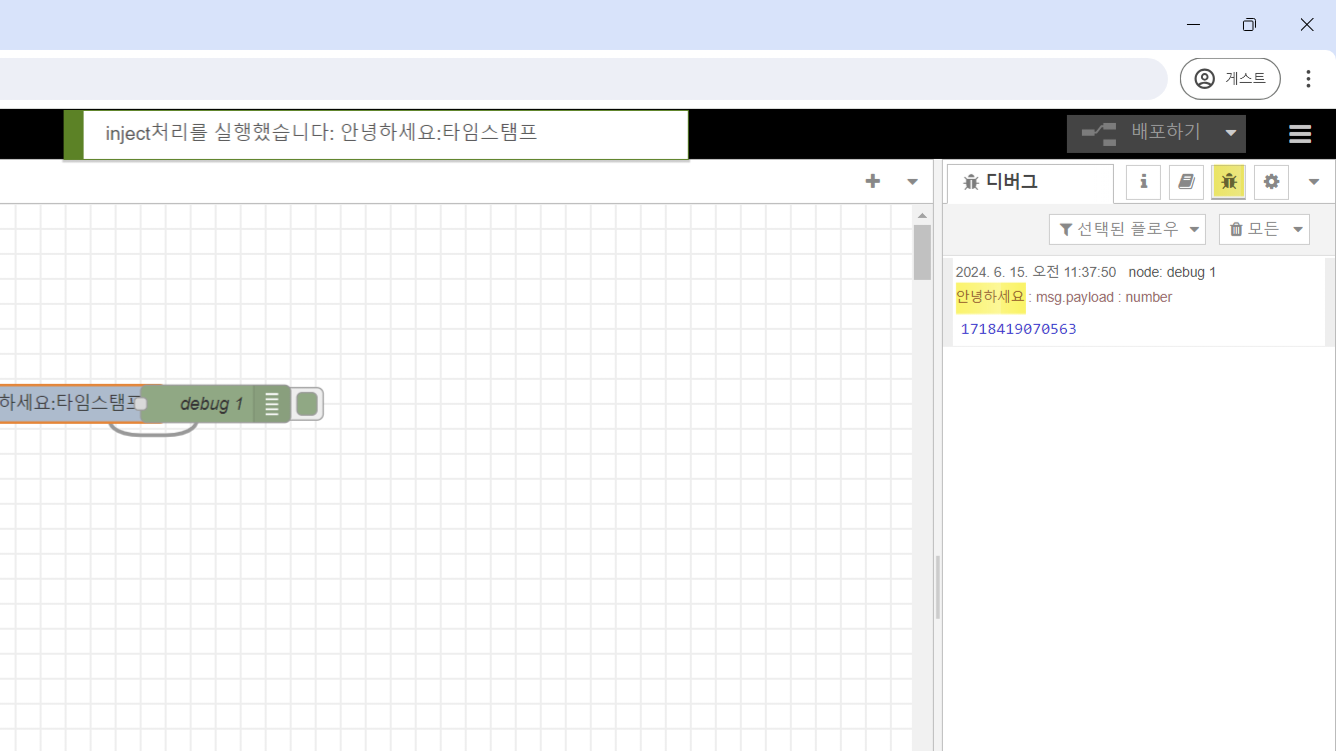 게스트
inject처리를 실행했습니다: 안녕하세요:타임스탬프
배포하기
디버그
선택된 플로우
모든
2024. 6. 15. 오전 11:37:50 node: debug 1
안녕하세요 : msg.payload : number
1718419070563
하세요:타임스탬프
debug 1